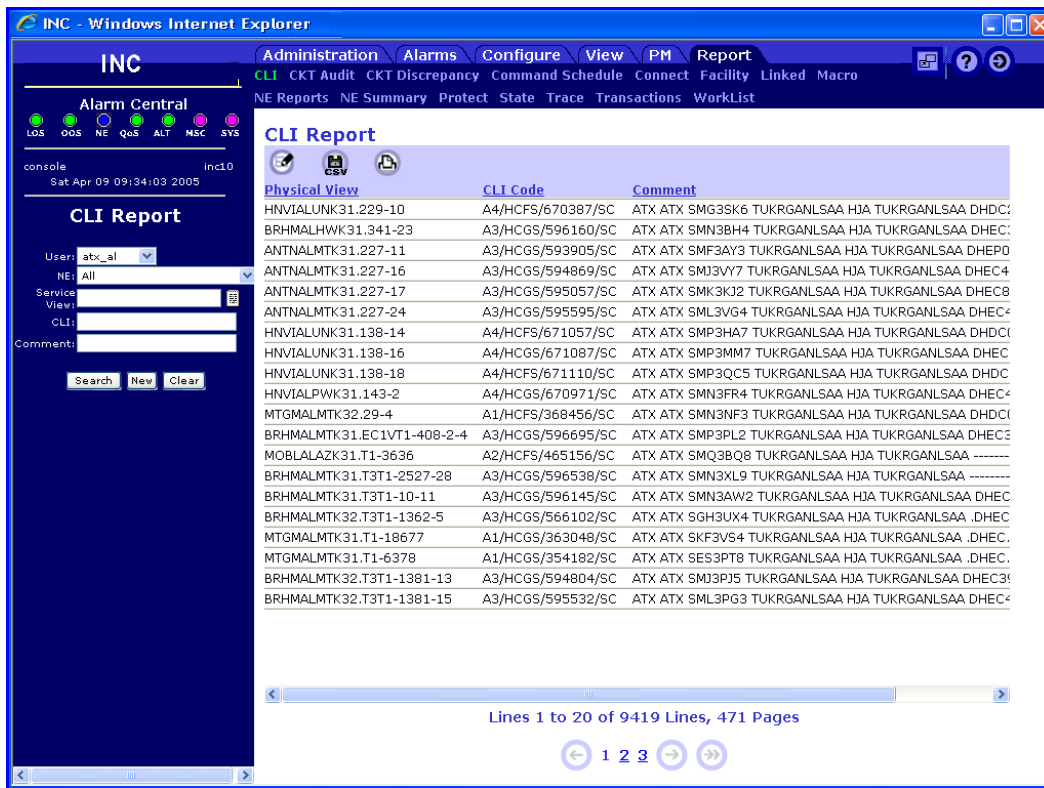 INC - Windows Internet Explorer
INC
Administration Alarms Configure View PM Report
CLI CKT Audit CKT Discrepancy Command Schedule Connect Facility Linked Macro
NE Reports NE Summary Protect State Trace Transactions WorkList
Alarm Central
LOS OOS NE QoS ALT MSC SYS
console inc10
Sat Apr 09 09:34:03 2005
CLI Report
User: atx_al
NE: All
Service View:
CLI:
Comment:
Search New Clear
CLI Report
CSV
Physical View CLI Code Comment
HNVIALUNK31.229-10 A4/HCFS/670387/SC ATX ATX SMG3SK6 TUKRGANLSAA HJA TUKRGANLSAA DHDC2
BRHMALHWK31.341-23 A3/HCGS/596160/SC ATX ATX SMN3BH4 TUKRGANLSAA HJA TUKRGANLSAA DHEC
ANTNALMTK31.227-11 A3/HCGS/593905/SC ATX ATX SMF3AY3 TUKRGANLSAA HJA TUKRGANLSAA DHEP0
ANTNALMTK31.227-16 A3/HCGS/594869/SC ATX ATX SMJ3VY7 TUKRGANLSAA HJA TUKRGANLSAA DHEC4
ANTNALMTK31.227-17 A3/HCGS/595057/SC ATX ATX SMK3KJ2 TUKRGANLSAA HJA TUKRGANLSAA DHEC8
ANTNALMTK31.227-24 A3/HCGS/595595/SC ATX ATX SML3VG4 TUKRGANLSAA HJA TUKRGANLSAA DHEC4
HNVIALUNK31.138-14 A4/HCFS/671057/SC ATX ATX SMP3HA7 TUKRGANLSAA HJA TUKRGANLSAA DHDC
HNVIALUNK31.138-16 A4/HCFS/671087/SC ATX ATX SMP3MM7 TUKRGANLSAA HJA TUKRGANLSAA DHEC
HNVIALUNK31.138-18 A4/HCFS/671110/SC ATX ATX SMP3QC5 TUKRGANLSAA HJA TUKRGANLSAA DHDC
HNVIALPWK31.143-2 A4/HCFS/670971/SC ATX ATX SMN3FR4 TUKRGANLSAA HJA TUKRGANLSAA DHEC4
MTGMALMTK32.29-4 A1/HCFS/368456/SC ATX ATX SMN3NF3 TUKRGANLSAA HJA TUKRGANLSAA DHDC
BRHMALMTK31.EC1VT1-408-2-4 A3/HCGS/596695/SC ATX ATX SMP3PL2 TUKRGANLSAA HJA TUKRGANLSAA DHEC3
MOBLALAZK31.T1-3636 A2/HCFS/465156/SC ATX ATX SMQ3BQ8 TUKRGANLSAA HJA TUKRGANLSAA -------
BRHMALMTK31.T3T1-2527-28 A3/HCGS/596538/SC ATX ATX SMN3XL9 TUKRGANLSAA HJA TUKRGANLSAA --------
BRHMALMTK31.T3T1-10-11 A3/HCGS/596145/SC ATX ATX SMN3AW2 TUKRGANLSAA HJA TUKRGANLSAA DHEC
BRHMALMTK32.T3T1-1362-5 A3/HCGS/566102/SC ATX ATX SGH3UX4 TUKRGANLSAA HJA TUKRGANLSAA .DHEC
MTGMALMTK31.T1-18677 A1/HCGS/363048/SC ATX ATX SKF3VS4 TUKRGANLSAA HJA TUKRGANLSAA .DHEC.
MTGMALMTK31.T1-6378 A1/HCGS/354182/SC ATX ATX SES3PT8 TUKRGANLSAA HJA TUKRGANLSAA .DHEC.
BRHMALMTK32.T3T1-1381-13 A3/HCGS/594804/SC ATX ATX SMJ3PJ5 TUKRGANLSAA HJA TUKRGANLSAA DHEC39
BRHMALMTK32.T3T1-1381-15 A3/HCGS/595532/SC ATX ATX SML3PG3 TUKRGANLSAA HJA TUKRGANLSAA DHEC4
Lines 1 to 20 of 9419 Lines, 471 Pages
1 2 3